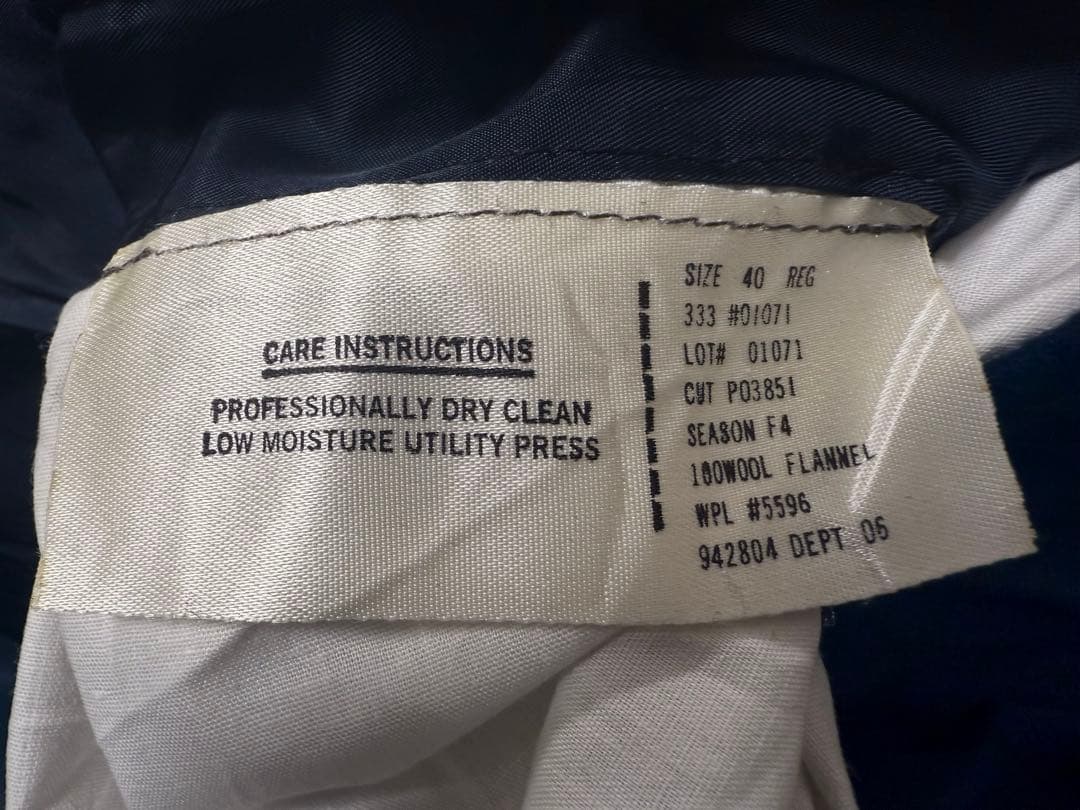 CARE INSTRUCTIONS
PROFESSIONALLY DRY CLEAN
LOW MOISTURE UTILITY PRESS
SIZE 40 REG
333 #01071
LOT# 01071
CUT P03851
SEASON F4
100WOOL FLANNEL
WPL #5596
942804 DEPT 06